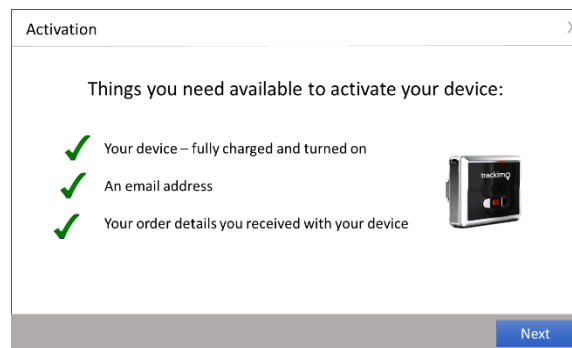 Activation
X
Things you need available to activate your device:
Your device – fully charged and turned on
An email address
trackimo
Your order details you received with your device
Next